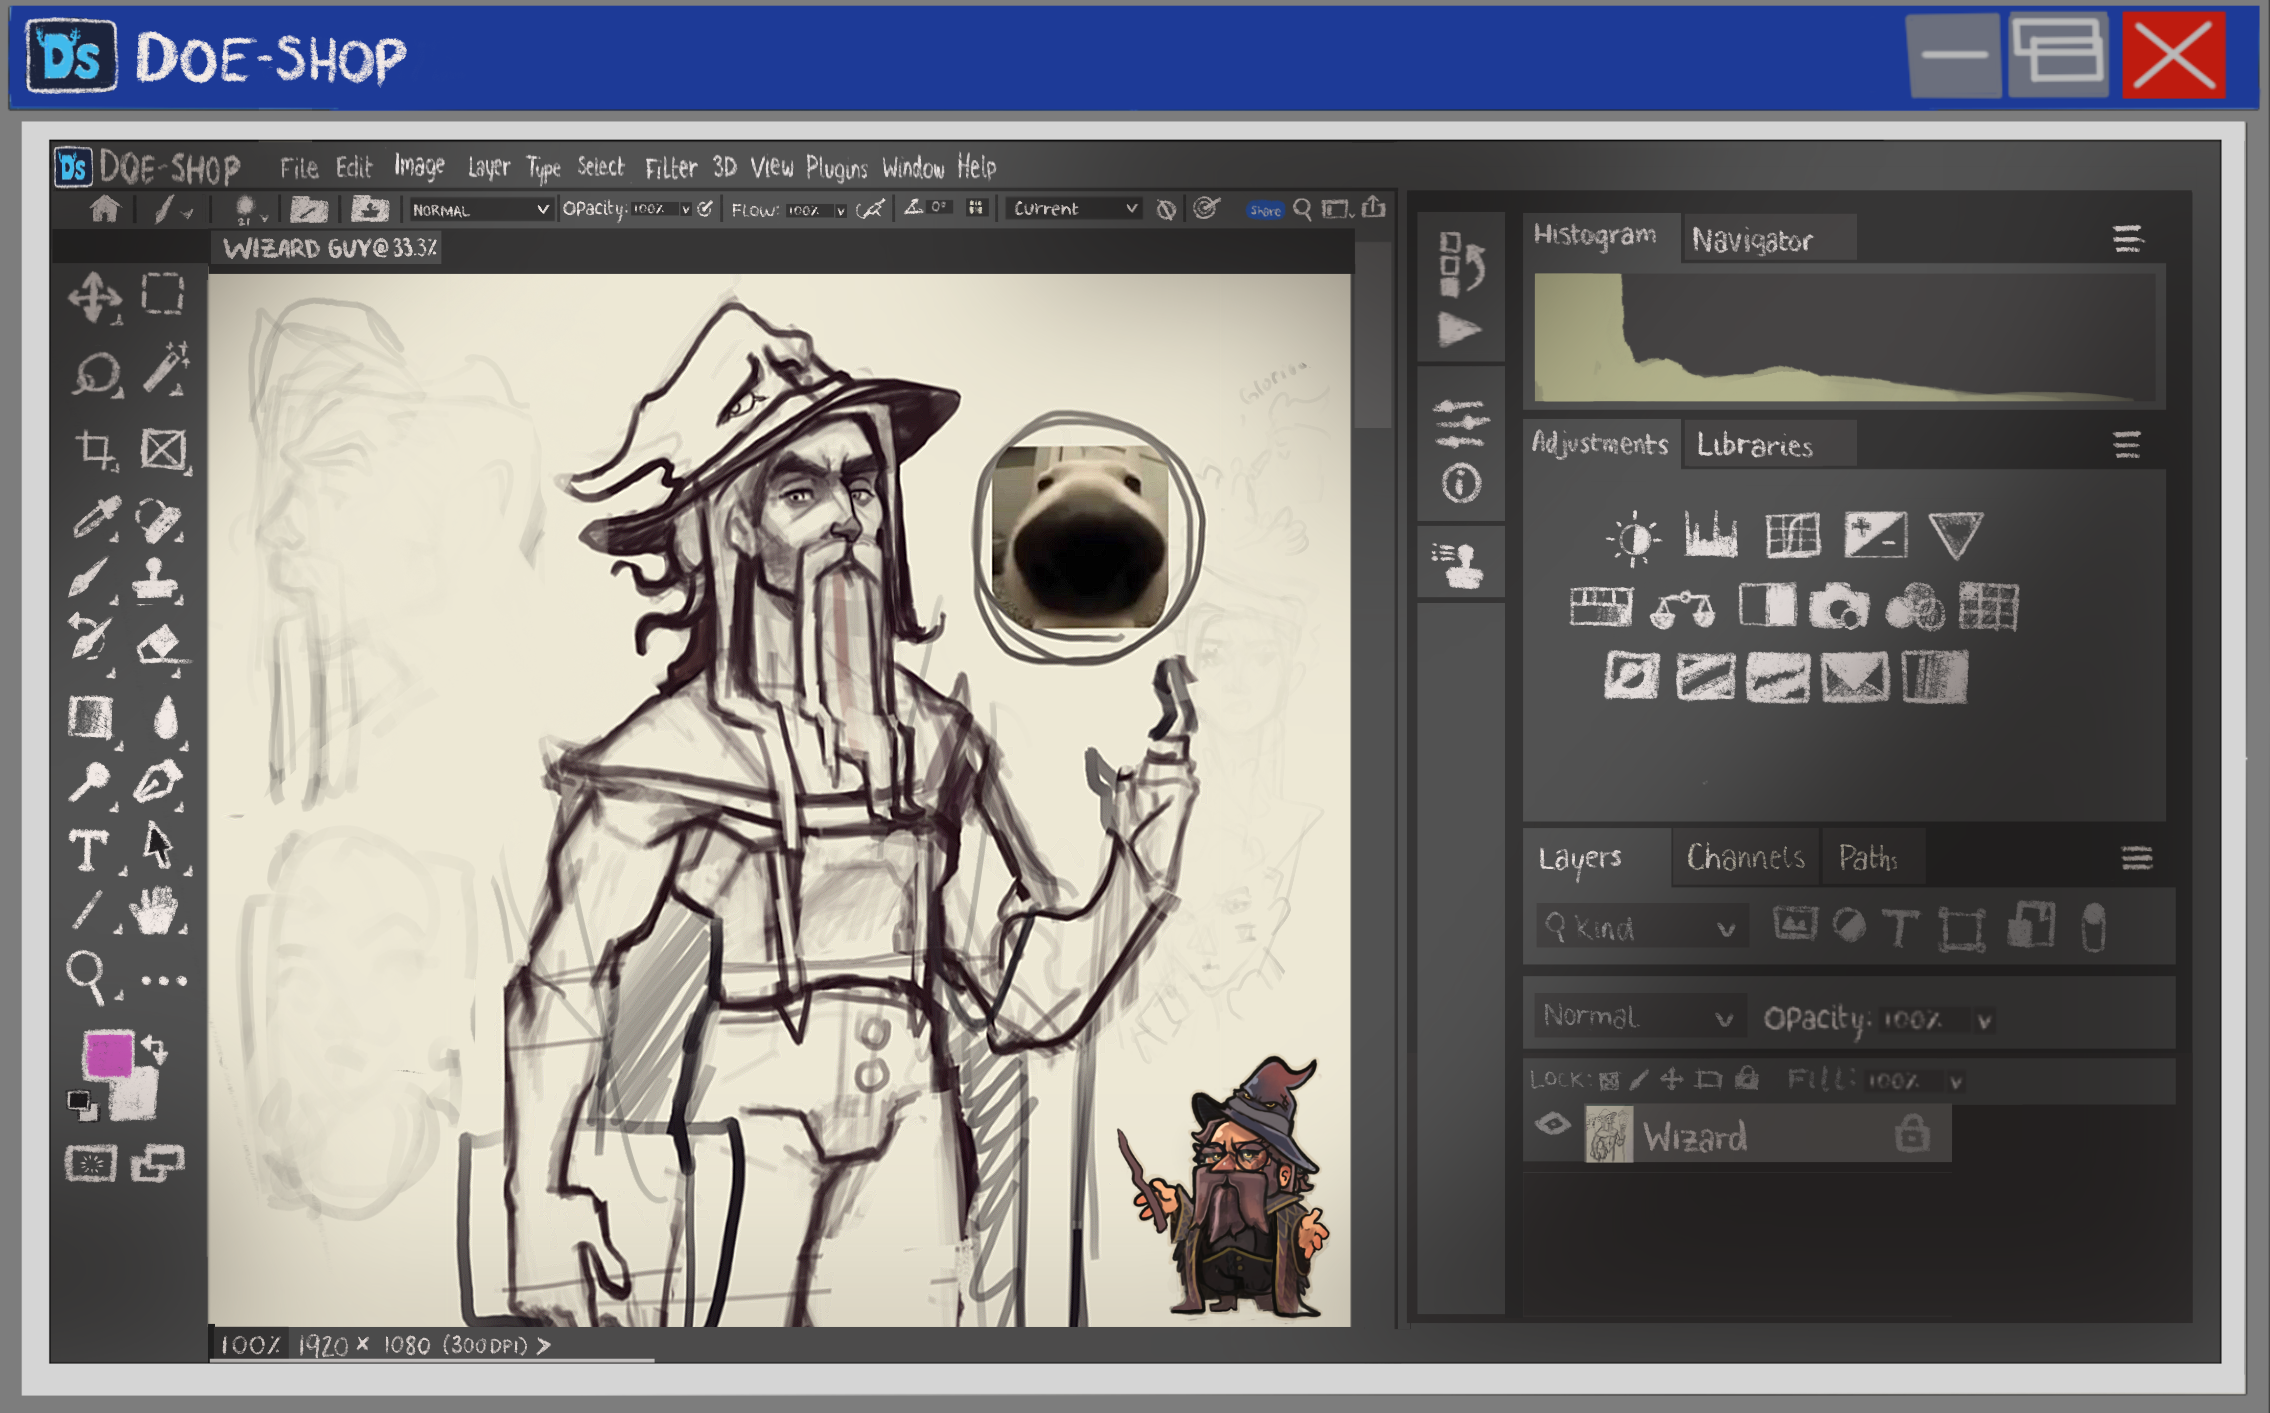 Ds DOE-SHOP
Ds DOE-SHOP File Edit Image Layer Type Select Filter 3D View Plugins Window Help
21 NORMAL OPacity: 100% FLOW: 100% 0° Current Share
WIZARD GUY@33.3%
Histogram Navigator
Adjustments Libraries
T
Layers Channels Paths
Kind T
Normal OPacity: 100%
LOCK: Fill: 100%
Wizard
100% 1920 x 1080 (300DPI) >